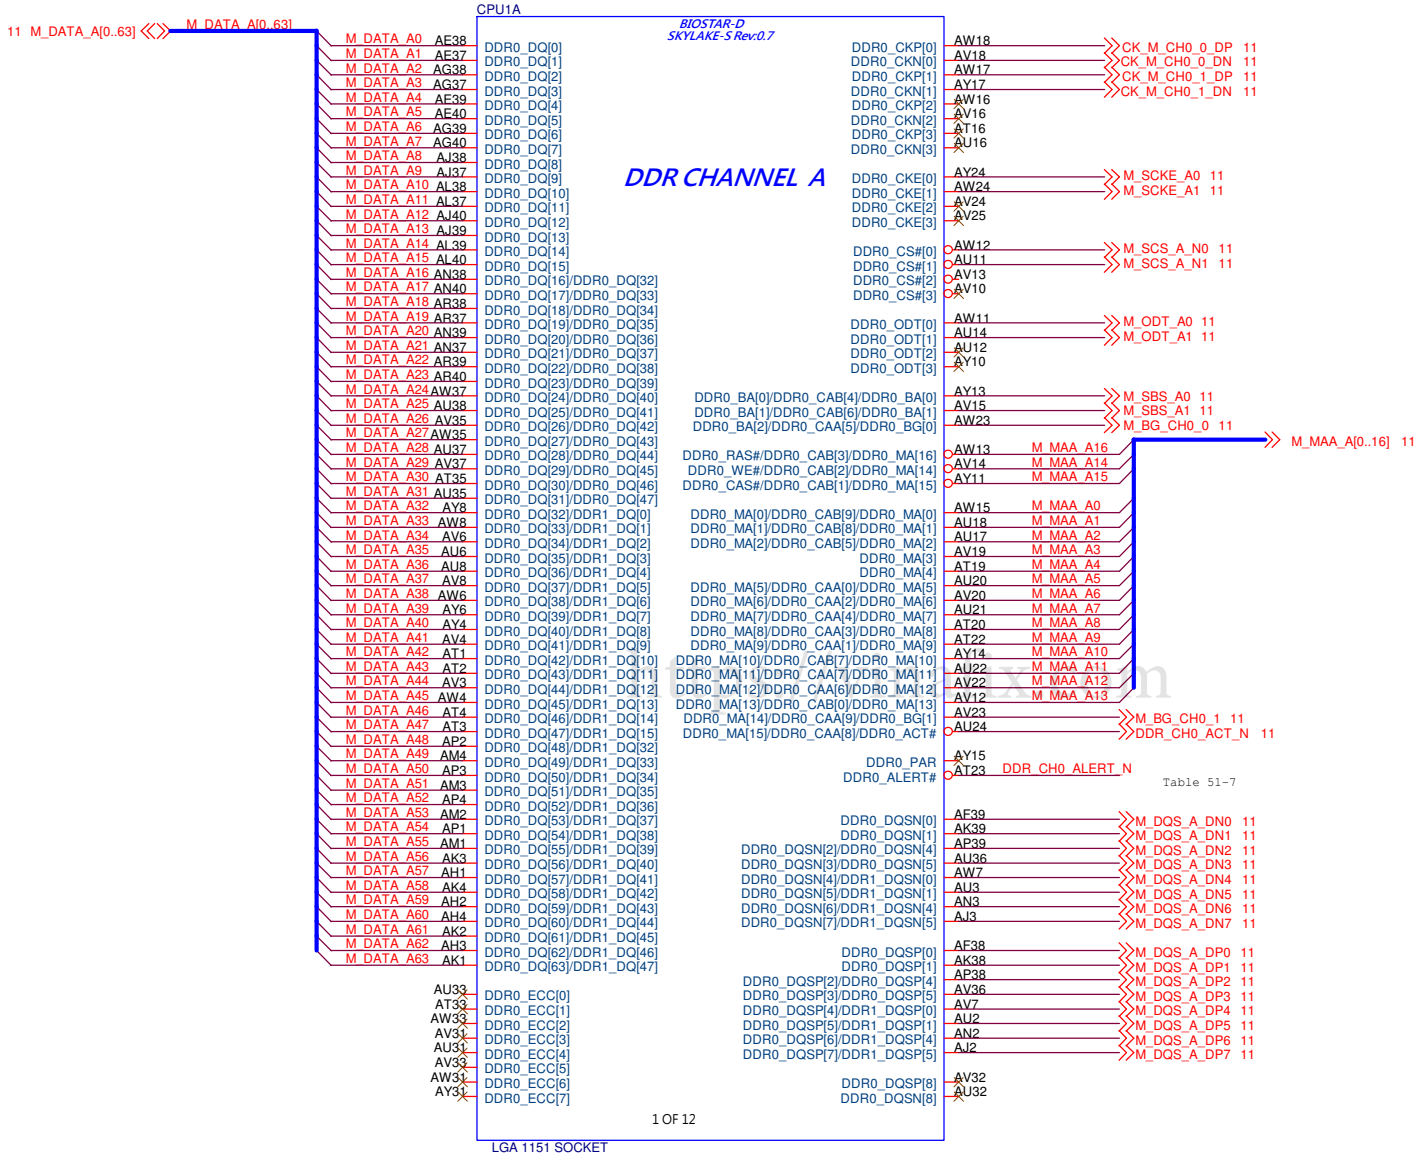 CPU1A
11 M_DATA_A[0..63] M_DATA_A[0..63]
BIOSTAR-D
SKYLAKE-S Rev:0.7
DDR CHANNEL A
M_DATA_A0 AE38 DDR0_DQ[0]
M_DATA_A1 AE37 DDR0_DQ[1]
M_DATA_A2 AG38 DDR0_DQ[2]
M_DATA_A3 AG37 DDR0_DQ[3]
M_DATA_A4 AE39 DDR0_DQ[4]
M_DATA_A5 AE40 DDR0_DQ[5]
M_DATA_A6 AG39 DDR0_DQ[6]
M_DATA_A7 AG40 DDR0_DQ[7]
M_DATA_A8 AJ38 DDR0_DQ[8]
M_DATA_A9 AJ37 DDR0_DQ[9]
M_DATA_A10 AL38 DDR0_DQ[10]
M_DATA_A11 AL37 DDR0_DQ[11]
M_DATA_A12 AJ40 DDR0_DQ[12]
M_DATA_A13 AJ39 DDR0_DQ[13]
M_DATA_A14 AL39 DDR0_DQ[14]
M_DATA_A15 AL40 DDR0_DQ[15]
M_DATA_A16 AN38 DDR0_DQ[16]/DDR0_DQ[32]
M_DATA_A17 AN40 DDR0_DQ[17]/DDR0_DQ[33]
M_DATA_A18 AR38 DDR0_DQ[18]/DDR0_DQ[34]
M_DATA_A19 AR37 DDR0_DQ[19]/DDR0_DQ[35]
M_DATA_A20 AN39 DDR0_DQ[20]/DDR0_DQ[36]
M_DATA_A21 AN37 DDR0_DQ[21]/DDR0_DQ[37]
M_DATA_A22 AR39 DDR0_DQ[22]/DDR0_DQ[38]
M_DATA_A23 AR40 DDR0_DQ[23]/DDR0_DQ[39]
M_DATA_A24 AW37 DDR0_DQ[24]/DDR0_DQ[40]
M_DATA_A25 AU38 DDR0_DQ[25]/DDR0_DQ[41]
M_DATA_A26 AV35 DDR0_DQ[26]/DDR0_DQ[42]
M_DATA_A27 AW35 DDR0_DQ[27]/DDR0_DQ[43]
M_DATA_A28 AU37 DDR0_DQ[28]/DDR0_DQ[44]
M_DATA_A29 AV37 DDR0_DQ[29]/DDR0_DQ[45]
M_DATA_A30 AT35 DDR0_DQ[30]/DDR0_DQ[46]
M_DATA_A31 AU35 DDR0_DQ[31]/DDR0_DQ[47]
M_DATA_A32 AY8 DDR0_DQ[32]/DDR1_DQ[0]
M_DATA_A33 AW8 DDR0_DQ[33]/DDR1_DQ[1]
M_DATA_A34 AV6 DDR0_DQ[34]/DDR1_DQ[2]
M_DATA_A35 AU6 DDR0_DQ[35]/DDR1_DQ[3]
M_DATA_A36 AU8 DDR0_DQ[36]/DDR1_DQ[4]
M_DATA_A37 AV8 DDR0_DQ[37]/DDR1_DQ[5]
M_DATA_A38 AW6 DDR0_DQ[38]/DDR1_DQ[6]
M_DATA_A39 AY6 DDR0_DQ[39]/DDR1_DQ[7]
M_DATA_A40 AY4 DDR0_DQ[40]/DDR1_DQ[8]
M_DATA_A41 AV4 DDR0_DQ[41]/DDR1_DQ[9]
M_DATA_A42 AT1 DDR0_DQ[42]/DDR1_DQ[10]
M_DATA_A43 AT2 DDR0_DQ[43]/DDR1_DQ[11]
M_DATA_A44 AV3 DDR0_DQ[44]/DDR1_DQ[12]
M_DATA_A45 AW4 DDR0_DQ[45]/DDR1_DQ[13]
M_DATA_A46 AT4 DDR0_DQ[46]/DDR1_DQ[14]
M_DATA_A47 AT3 DDR0_DQ[47]/DDR1_DQ[15]
M_DATA_A48 AP2 DDR0_DQ[48]/DDR1_DQ[32]
M_DATA_A49 AM4 DDR0_DQ[49]/DDR1_DQ[33]
M_DATA_A50 AP3 DDR0_DQ[50]/DDR1_DQ[34]
M_DATA_A51 AM3 DDR0_DQ[51]/DDR1_DQ[35]
M_DATA_A52 AP4 DDR0_DQ[52]/DDR1_DQ[36]
M_DATA_A53 AM2 DDR0_DQ[53]/DDR1_DQ[37]
M_DATA_A54 AP1 DDR0_DQ[54]/DDR1_DQ[38]
M_DATA_A55 AM1 DDR0_DQ[55]/DDR1_DQ[39]
M_DATA_A56 AK3 DDR0_DQ[56]/DDR1_DQ[40]
M_DATA_A57 AH1 DDR0_DQ[57]/DDR1_DQ[41]
M_DATA_A58 AK4 DDR0_DQ[58]/DDR1_DQ[42]
M_DATA_A59 AH2 DDR0_DQ[59]/DDR1_DQ[43]
M_DATA_A60 AH4 DDR0_DQ[60]/DDR1_DQ[44]
M_DATA_A61 AK2 DDR0_DQ[61]/DDR1_DQ[45]
M_DATA_A62 AH3 DDR0_DQ[62]/DDR1_DQ[46]
M_DATA_A63 AK1 DDR0_DQ[63]/DDR1_DQ[47]
AU33 DDR0_ECC[0]
AT33 DDR0_ECC[1]
AW33 DDR0_ECC[2]
AV31 DDR0_ECC[3]
AU31 DDR0_ECC[4]
AV33 DDR0_ECC[5]
AW31 DDR0_ECC[6]
AY31 DDR0_ECC[7]
DDR0_CKP[0] AW18 CK_M_CH0_0_DP 11
DDR0_CKN[0] AV18 CK_M_CH0_0_DN 11
DDR0_CKP[1] AW17 CK_M_CH0_1_DP 11
DDR0_CKN[1] AY17 CK_M_CH0_1_DN 11
DDR0_CKP[2] AW16
DDR0_CKN[2] AV16
DDR0_CKP[3] AT16
DDR0_CKN[3] AU16
DDR0_CKE[0] AY24 M_SCKE_A0 11
DDR0_CKE[1] AW24 M_SCKE_A1 11
DDR0_CKE[2] AV24
DDR0_CKE[3] AV25
DDR0_CS#[0] AW12 M_SCS_A_N0 11
DDR0_CS#[1] AU11 M_SCS_A_N1 11
DDR0_CS#[2] AV13
DDR0_CS#[3] AV10
DDR0_ODT[0] AW11 M_ODT_A0 11
DDR0_ODT[1] AU14 M_ODT_A1 11
DDR0_ODT[2] AU12
DDR0_ODT[3] AY10
DDR0_BA[0]/DDR0_CAB[4]/DDR0_BA[0] AY13 M_SBS_A0 11
DDR0_BA[1]/DDR0_CAB[6]/DDR0_BA[1] AV15 M_SBS_A1 11
DDR0_BA[2]/DDR0_CAA[5]/DDR0_BG[0] AW23 M_BG_CH0_0 11
M_MAA_A[0..16] 11
DDR0_RAS#/DDR0_CAB[3]/DDR0_MA[16] AW13 M_MAA_A16
DDR0_WE#/DDR0_CAB[2]/DDR0_MA[14] AV14 M_MAA_A14
DDR0_CAS#/DDR0_CAB[1]/DDR0_MA[15] AY11 M_MAA_A15
DDR0_MA[0]/DDR0_CAB[9]/DDR0_MA[0] AW15 M_MAA_A0
DDR0_MA[1]/DDR0_CAB[8]/DDR0_MA[1] AU18 M_MAA_A1
DDR0_MA[2]/DDR0_CAB[5]/DDR0_MA[2] AU17 M_MAA_A2
DDR0_MA[3] AV19 M_MAA_A3
DDR0_MA[4] AT19 M_MAA_A4
DDR0_MA[5]/DDR0_CAA[0]/DDR0_MA[5] AU20 M_MAA_A5
DDR0_MA[6]/DDR0_CAA[2]/DDR0_MA[6] AV20 M_MAA_A6
DDR0_MA[7]/DDR0_CAA[4]/DDR0_MA[7] AU21 M_MAA_A7
DDR0_MA[8]/DDR0_CAA[3]/DDR0_MA[8] AT20 M_MAA_A8
DDR0_MA[9]/DDR0_CAA[1]/DDR0_MA[9] AT22 M_MAA_A9
DDR0_MA[10]/DDR0_CAB[7]/DDR0_MA[10] AY14 M_MAA_A10
DDR0_MA[11]/DDR0_CAA[7]/DDR0_MA[11] AU22 M_MAA_A11
DDR0_MA[12]/DDR0_CAA[6]/DDR0_MA[12] AV22 M_MAA_A12
DDR0_MA[13]/DDR0_CAB[0]/DDR0_MA[13] AV12 M_MAA_A13
DDR0_MA[14]/DDR0_CAA[9]/DDR0_BG[1] AV23 M_BG_CH0_1 11
DDR0_MA[15]/DDR0_CAA[8]/DDR0_ACT# AU24 DDR_CH0_ACT_N 11
DDR0_PAR AY15
DDR0_ALERT# AT23 DDR_CH0_ALERT_N
Table 51-7
DDR0_DQSN[0] AF39 M_DQS_A_DN0 11
DDR0_DQSN[1] AK39 M_DQS_A_DN1 11
DDR0_DQSN[2]/DDR0_DQSN[4] AP39 M_DQS_A_DN2 11
DDR0_DQSN[3]/DDR0_DQSN[5] AU36 M_DQS_A_DN3 11
DDR0_DQSN[4]/DDR1_DQSN[0] AW7 M_DQS_A_DN4 11
DDR0_DQSN[5]/DDR1_DQSN[1] AU3 M_DQS_A_DN5 11
DDR0_DQSN[6]/DDR1_DQSN[4] AN3 M_DQS_A_DN6 11
DDR0_DQSN[7]/DDR1_DQSN[5] AJ3 M_DQS_A_DN7 11
DDR0_DQSP[0] AF38 M_DQS_A_DP0 11
DDR0_DQSP[1] AK38 M_DQS_A_DP1 11
DDR0_DQSP[2]/DDR0_DQSP[4] AP38 M_DQS_A_DP2 11
DDR0_DQSP[3]/DDR0_DQSP[5] AV36 M_DQS_A_DP3 11
DDR0_DQSP[4]/DDR1_DQSP[0] AV7 M_DQS_A_DP4 11
DDR0_DQSP[5]/DDR1_DQSP[1] AU2 M_DQS_A_DP5 11
DDR0_DQSP[6]/DDR1_DQSP[4] AN2 M_DQS_A_DP6 11
DDR0_DQSP[7]/DDR1_DQSP[5] AJ2 M_DQS_A_DP7 11
DDR0_DQSP[8] AV32
DDR0_DQSN[8] AU32
1 OF 12
LGA 1151 SOCKET